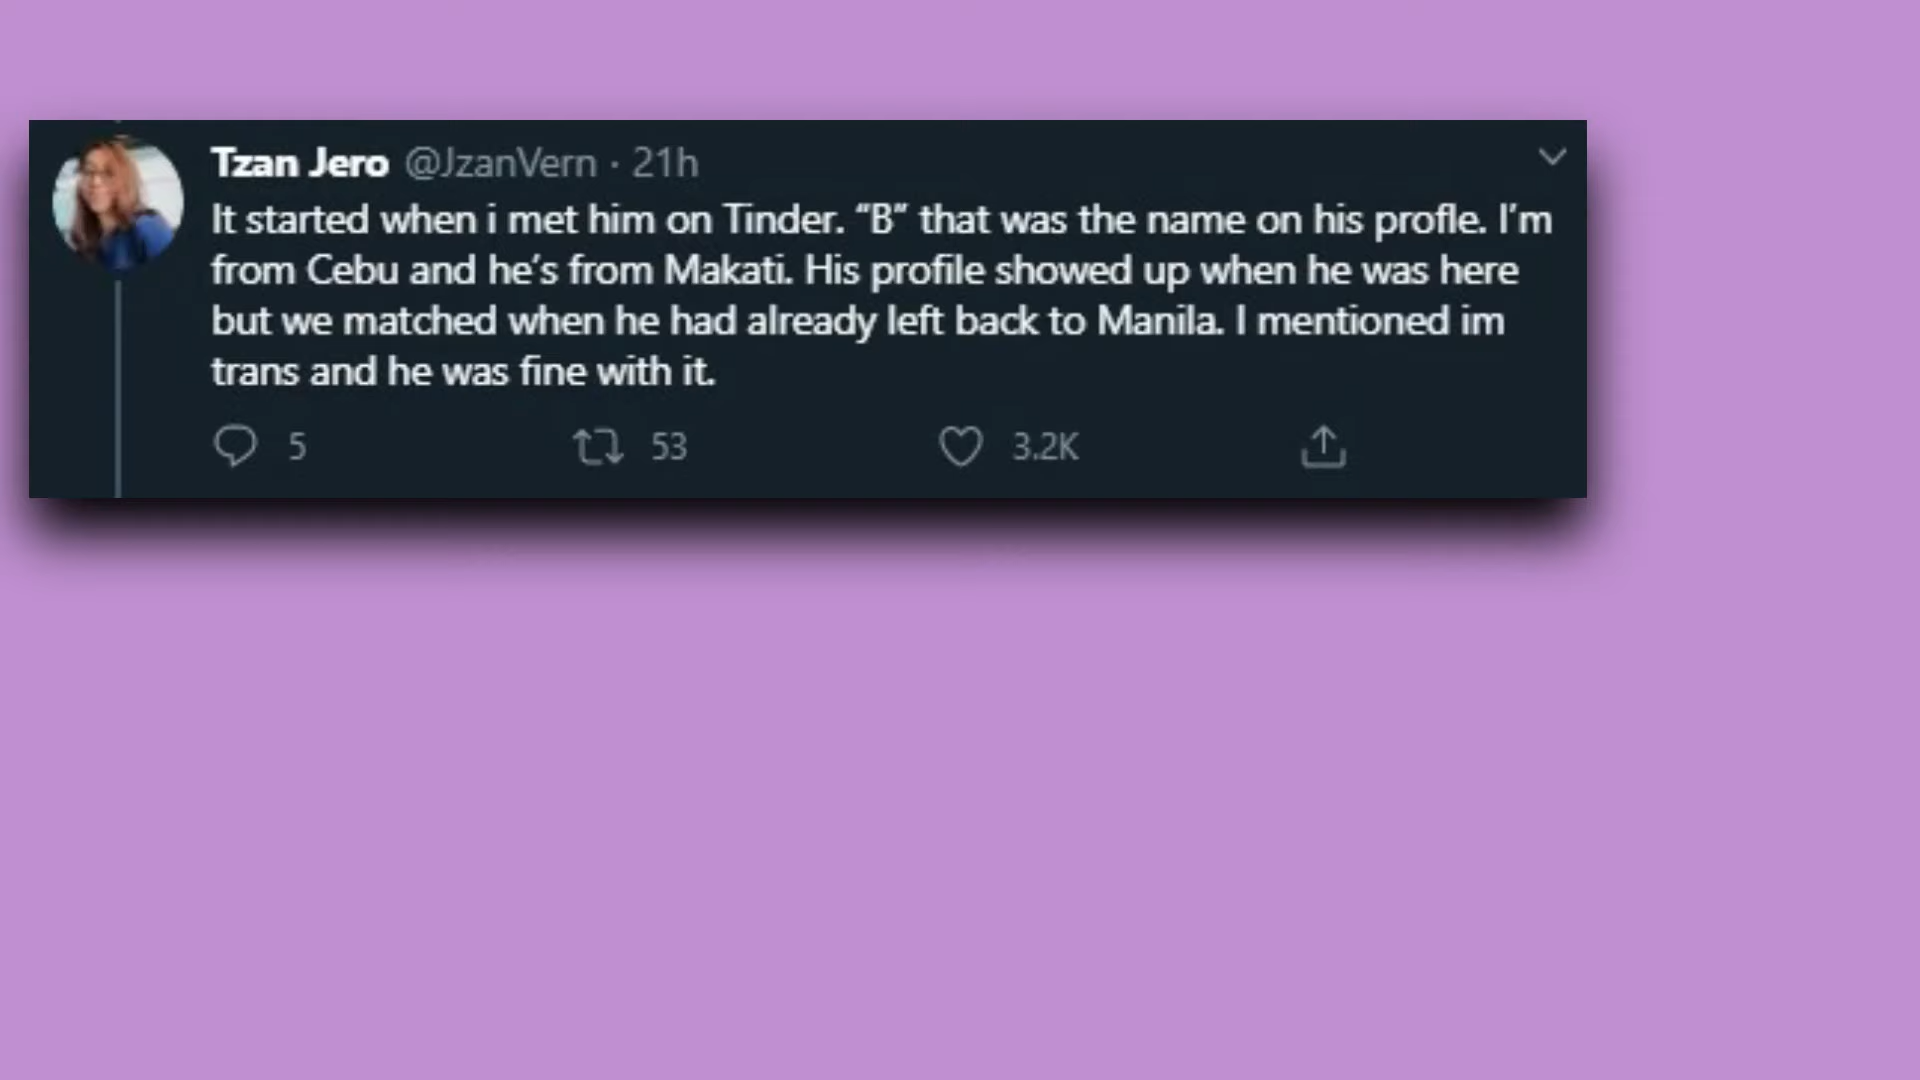 Tzan Jero @JzanVern · 21h
It started when i met him on Tinder. “B” that was the name on his profle. I’m
from Cebu and he’s from Makati. His profile showed up when he was here
but we matched when he had already left back to Manila. I mentioned im
trans and he was fine with it.
5 53 3.2K